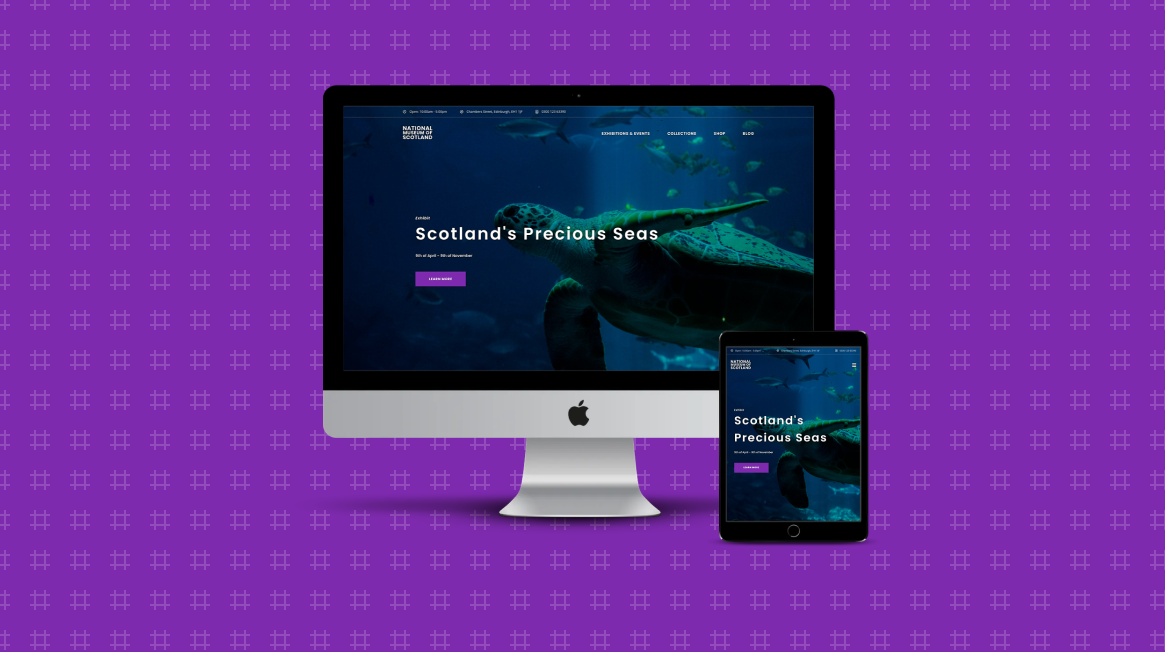 Open: 10:00am - 5:00pm
Chambers Street, Edinburgh, EH1 1JF
0300 123 6789
NATIONAL
MUSEUM OF
SCOTLAND
EXHIBITIONS & EVENTS
COLLECTIONS
SHOP
BLOG
Exhibit
Scotland's Precious Seas
9th of April – 9th of November
LEARN MORE
NATIONAL
MUSEUM OF
SCOTLAND
Exhibit
Scotland's
Precious Seas
9th of April – 9th of November
LEARN MORE